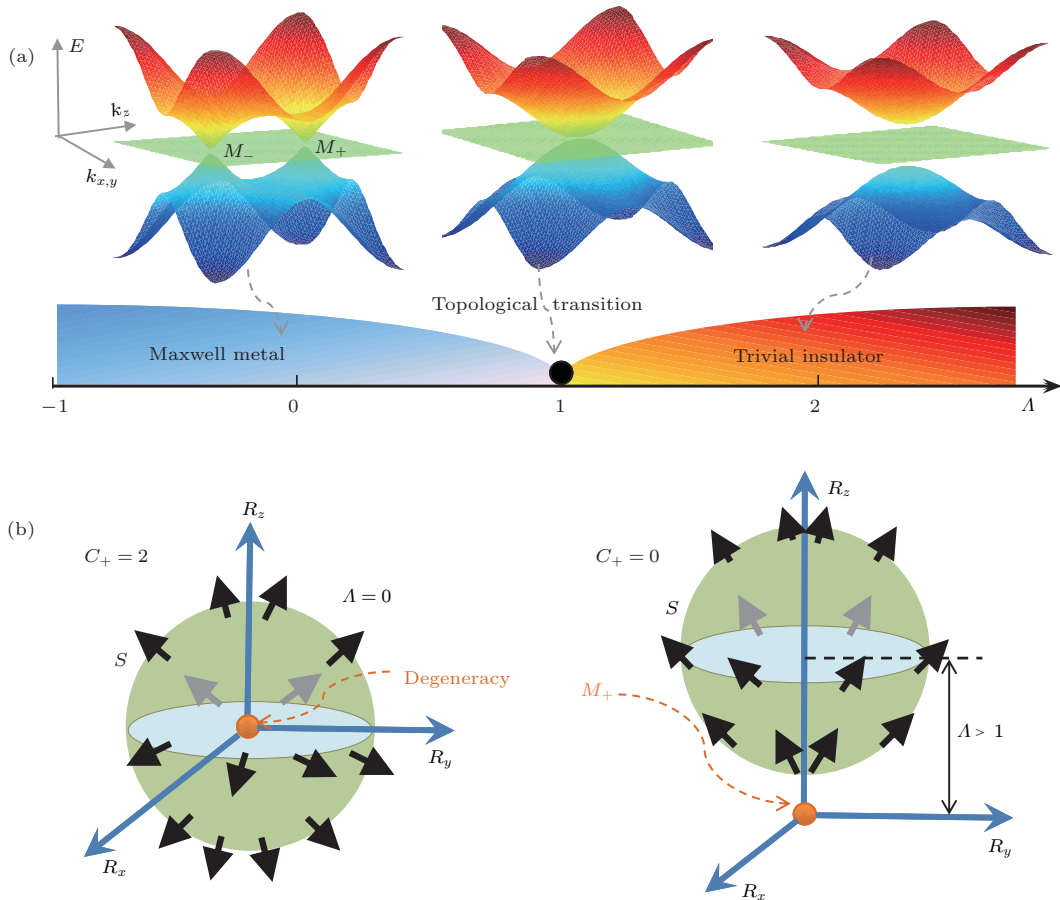 (a)
E
k_z
k_{x,y}
M_−
M_+
Topological transition
Maxwell metal
Trivial insulator
−1
0
1
2
Λ
(b)
R_z
C_+ = 2
Λ = 0
S
Degeneracy
R_y
R_x
R_z
C_+ = 0
S
M_+
Λ > 1
R_y
R_x